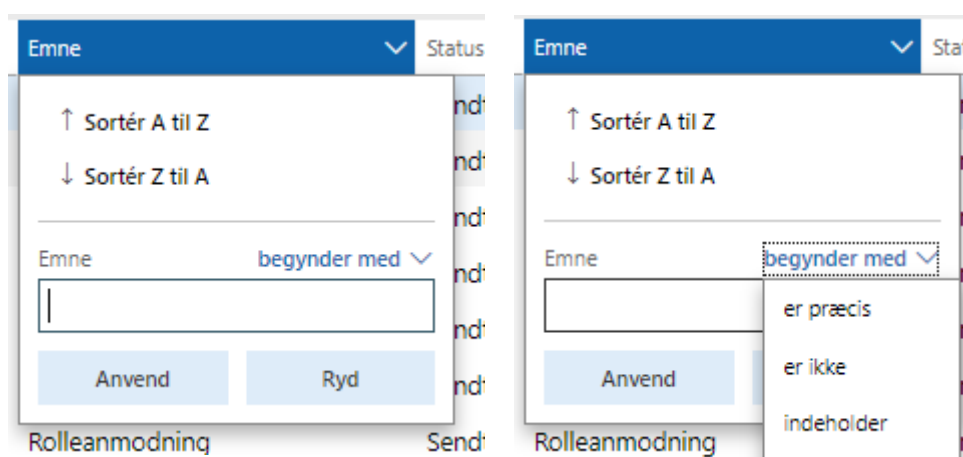 Emne
Status
Sortér A til Z
Sortér Z til A
Emne
begynder med
Anvend
Ryd
Rolleanmodning
Emne
Sortér A til Z
Sortér Z til A
Emne
begynder med
er præcis
er ikke
indeholder
Anvend
Rolleanmodning